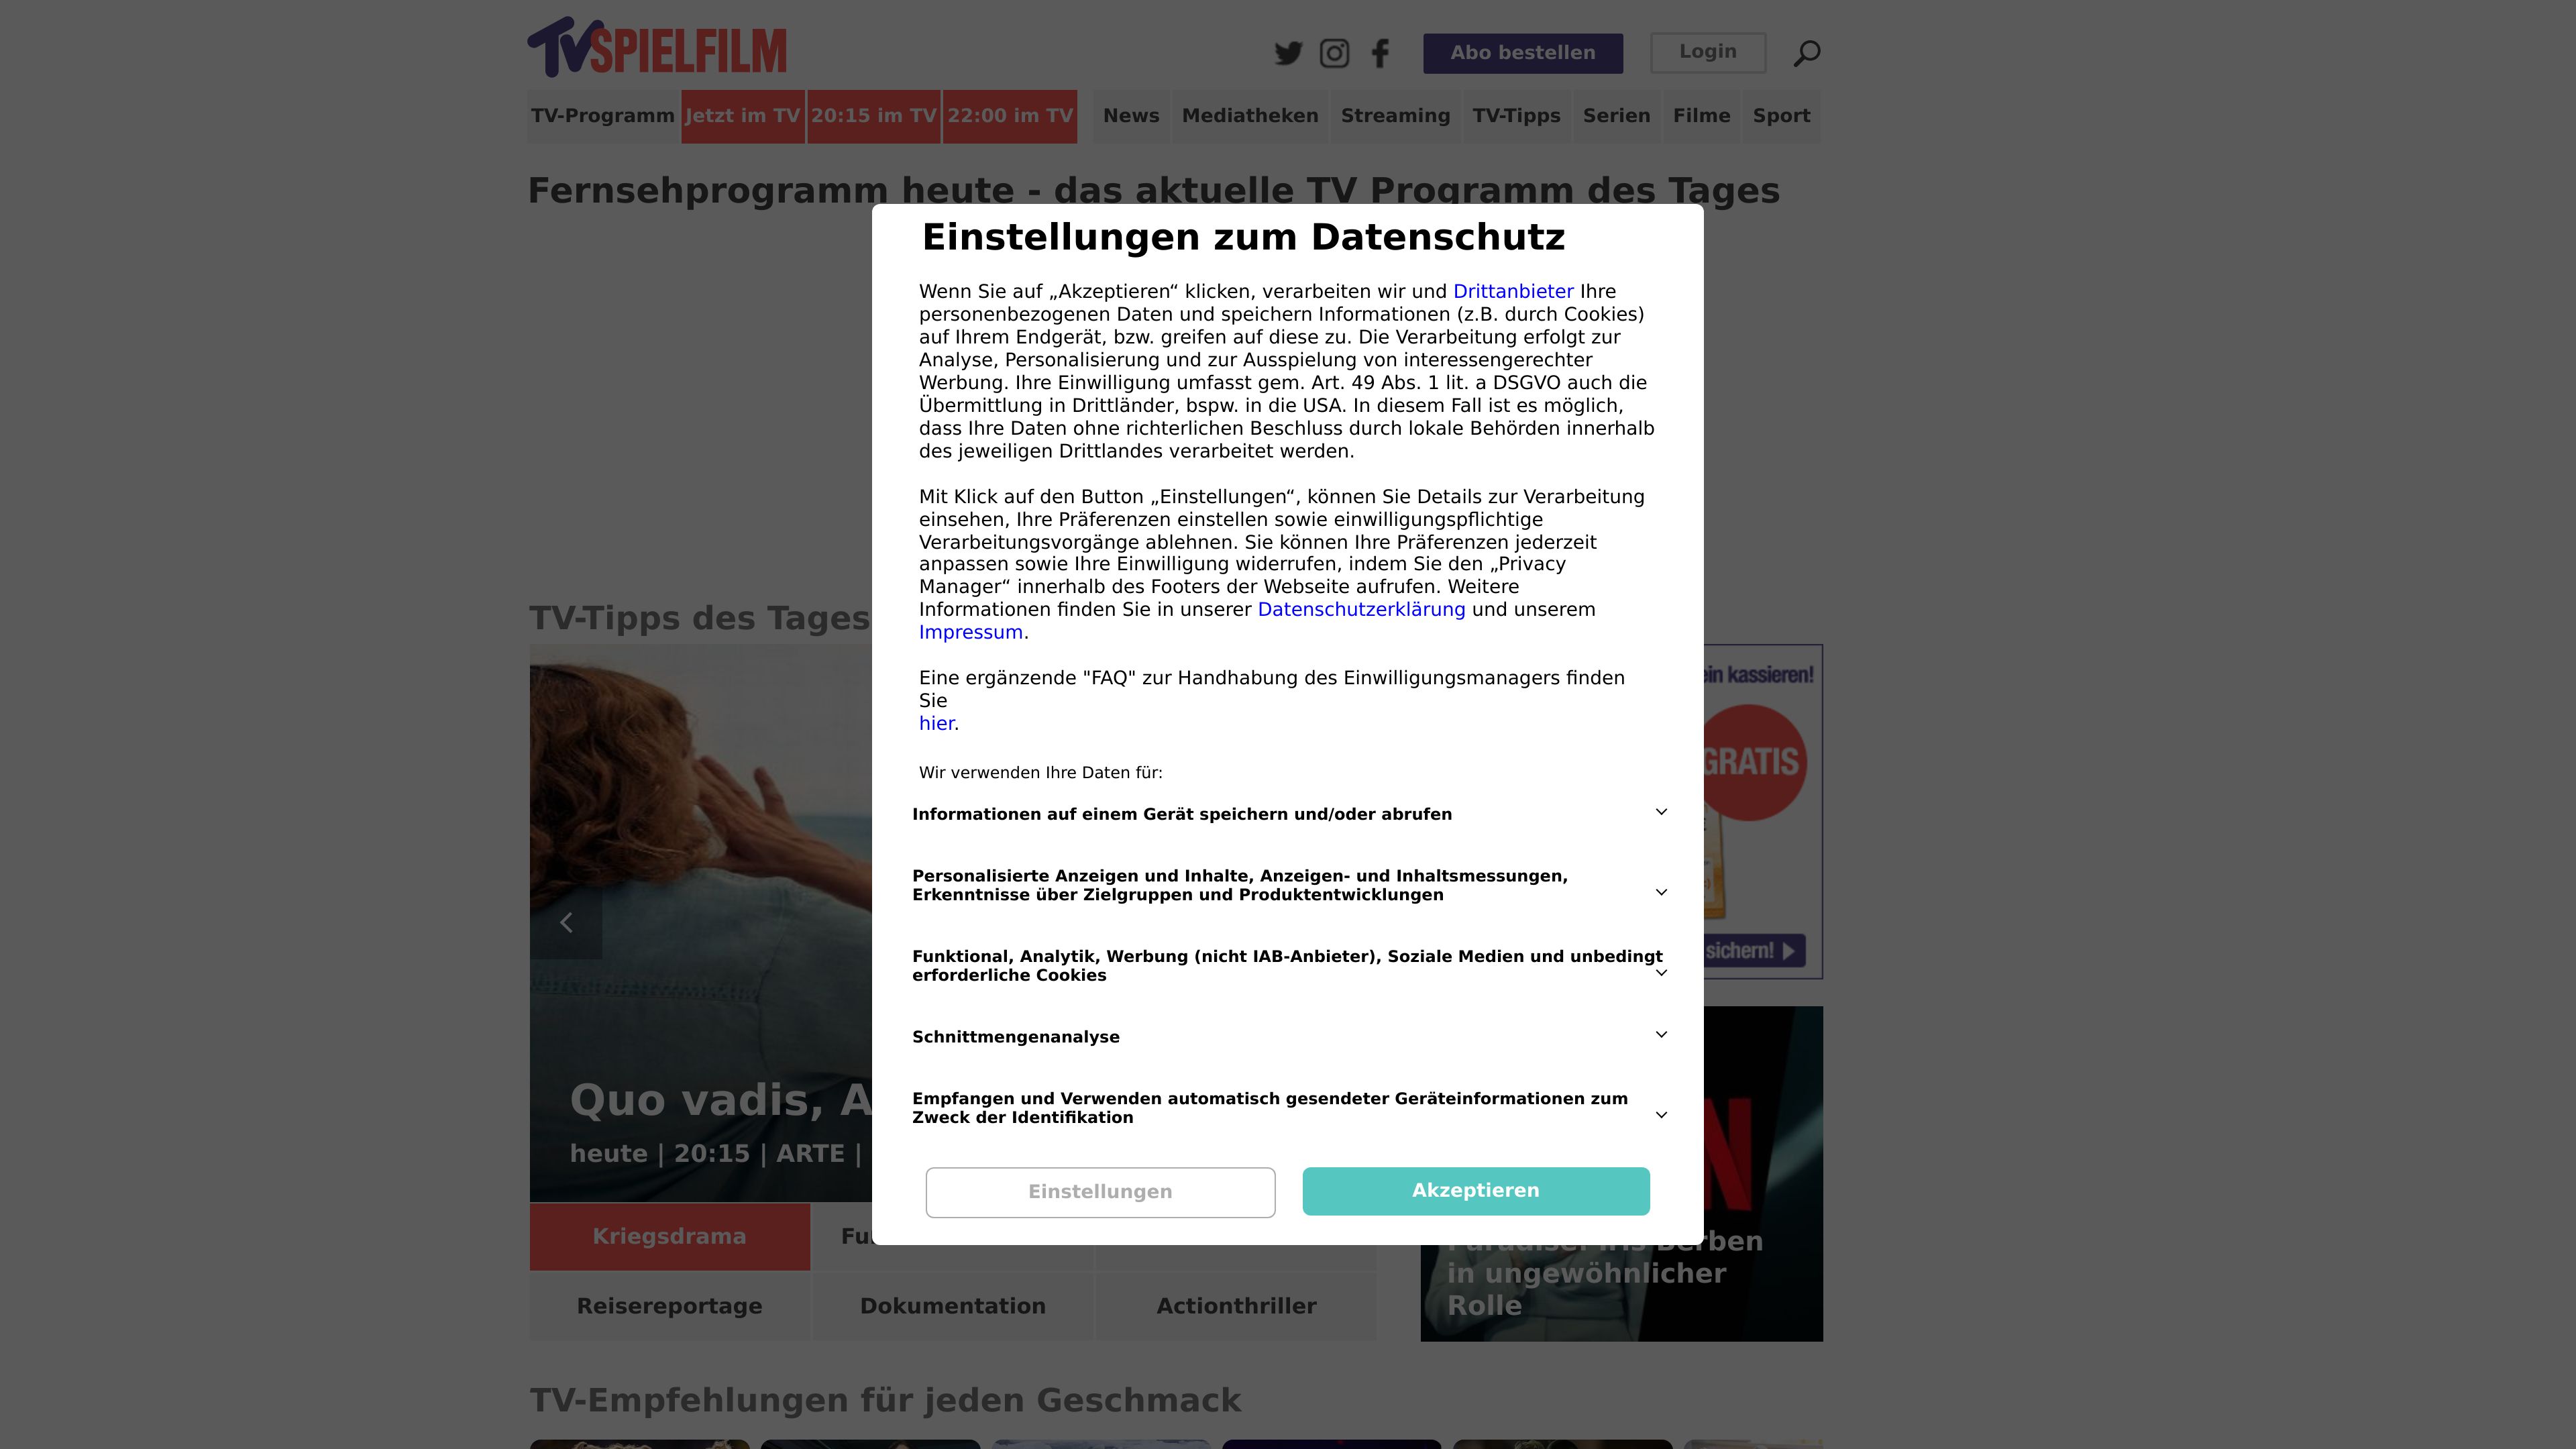 TV SPIELFILM
Abo bestellen
Login
TV-Programm
Jetzt im TV
20:15 im TV
22:00 im TV
News
Mediatheken
Streaming
TV-Tipps
Serien
Filme
Sport
Fernsehprogramm heute - das aktuelle TV Programm des Tages
Einstellungen zum Datenschutz
Wenn Sie auf „Akzeptieren“ klicken, verarbeiten wir und Drittanbieter Ihre
personenbezogenen Daten und speichern Informationen (z.B. durch Cookies)
auf Ihrem Endgerät, bzw. greifen auf diese zu. Die Verarbeitung erfolgt zur
Analyse, Personalisierung und zur Ausspielung von interessengerechter
Werbung. Ihre Einwilligung umfasst gem. Art. 49 Abs. 1 lit. a DSGVO auch die
Übermittlung in Drittländer, bspw. in die USA. In diesem Fall ist es möglich,
dass Ihre Daten ohne richterlichen Beschluss durch lokale Behörden innerhalb
des jeweiligen Drittlandes verarbeitet werden.
Mit Klick auf den Button „Einstellungen“, können Sie Details zur Verarbeitung
einsehen, Ihre Präferenzen einstellen sowie einwilligungspflichtige
Verarbeitungsvorgänge ablehnen. Sie können Ihre Präferenzen jederzeit
anpassen sowie Ihre Einwilligung widerrufen, indem Sie den „Privacy
Manager“ innerhalb des Footers der Webseite aufrufen. Weitere
Informationen finden Sie in unserer Datenschutzerklärung und unserem
Impressum.
Eine ergänzende "FAQ" zur Handhabung des Einwilligungsmanagers finden
Sie
hier.
Wir verwenden Ihre Daten für:
Informationen auf einem Gerät speichern und/oder abrufen
Personalisierte Anzeigen und Inhalte, Anzeigen- und Inhaltsmessungen,
Erkenntnisse über Zielgruppen und Produktentwicklungen
Funktional, Analytik, Werbung (nicht IAB-Anbieter), Soziale Medien und unbedingt
erforderliche Cookies
Schnittmengenanalyse
Empfangen und Verwenden automatisch gesendeter Geräteinformationen zum
Zweck der Identifikation
Einstellungen
Akzeptieren
TV-Tipps des Tages
Quo vadis, A
heute | 20:15 | ARTE |
ein kassieren!
GRATIS
sichern!
N
Paradise: Iris Berben
in ungewöhnlicher
Rolle
Kriegsdrama
Fu
Reisereportage
Dokumentation
Actionthriller
TV-Empfehlungen für jeden Geschmack